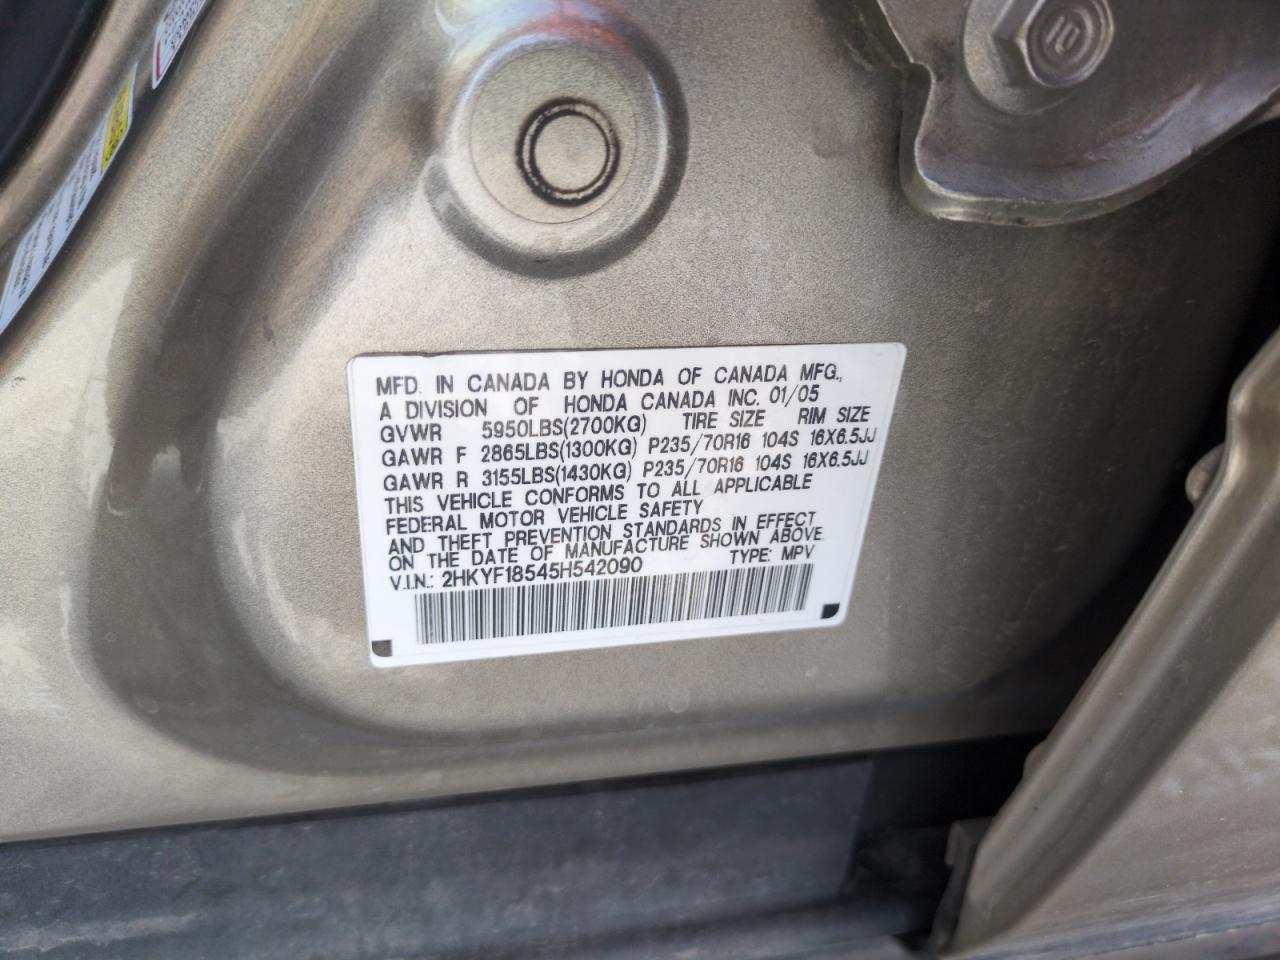 10
MFD. IN CANADA BY HONDA OF CANADA MFG.,
A DIVISION OF HONDA CANADA INC. 01/05
GVWR 5950LBS(2700KG) TIRE SIZE RIM SIZE
GAWR F 2865LBS(1300KG) P235/70R16 104S 16X6.5JJ
GAWR R 3155LBS(1430KG) P235/70R16 104S 16X6.5JJ
THIS VEHICLE CONFORMS TO ALL APPLICABLE
FEDERAL MOTOR VEHICLE SAFETY
AND THEFT PREVENTION STANDARDS IN EFFECT
ON THE DATE OF MANUFACTURE SHOWN ABOVE.
V.I.N.: 2HKYF18545H542090 TYPE: MPV